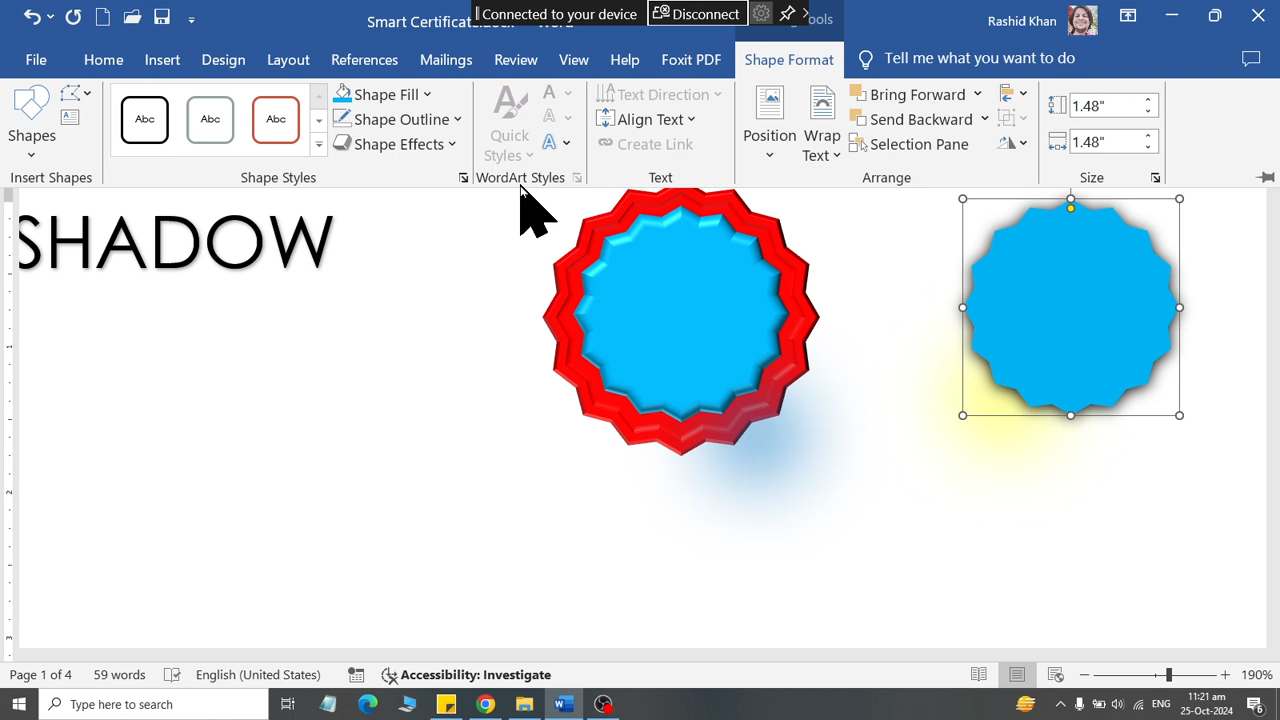 Smart Certificate.docx - Word
Connected to your device
Disconnect
Rashid Khan
File
Home
Insert
Design
Layout
References
Mailings
Review
View
Help
Foxit PDF
Shape Format
Tell me what you want to do
Shapes
Insert Shapes
Abc
Abc
Abc
Shape Fill
Shape Outline
Shape Effects
Shape Styles
Quick
Styles
WordArt Styles
Text Direction
Align Text
Create Link
Text
Position
Wrap
Text
Bring Forward
Send Backward
Selection Pane
Arrange
1.48"
1.48"
Size
SHADOW
Page 1 of 4
59 words
English (United States)
Accessibility: Investigate
190%
Type here to search
ENG
11:21 am
25-Oct-2024
6